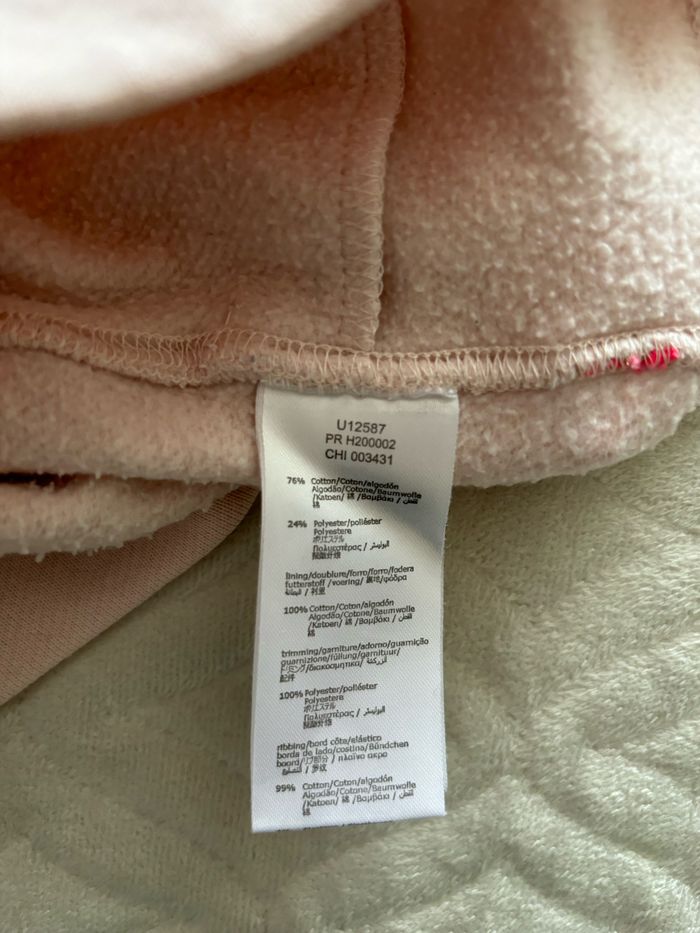 U12587
PR H200002
CHI 003431
76% Cotton/Coton/algodón
Algodão/Cotone/Baumwolle
/Katoen/ 綿 /Βαμβάκι / قطن /
棉
24% Polyester/poliéster
Polyestere
ポリエステル
Πολυεστέρας / البوليستر /
聚酯纤维
lining/doublure/forro/forro/fodera
futterstoff /voering/ 裏地/φόδρα
/ البطانة / 衬里
100% Cotton/Coton/algodón
Algodão/Cotone/Baumwolle
/Katoen/ 綿 /Βαμβάκι / قطن /
棉
trimming/garniture/adorno/guarnição
guarnizione/füllung/garnituur/
トリミング/διακοσμητικά/
配件
100% Polyester/poliéster
Polyestere
ポリエステル
Πολυεστέρας / البوليستر /
聚酯纤维
ribbing/bord côte/elástico
borda de lado/costina/Bündchen
boord/リブ部分 / πλαϊνο ακρο
/ 罗纹
99% Cotton/Coton/algodón
Algodão/Cotone/Baumwolle
/Katoen/ 綿 /Βαμβάκι / قطن /
棉